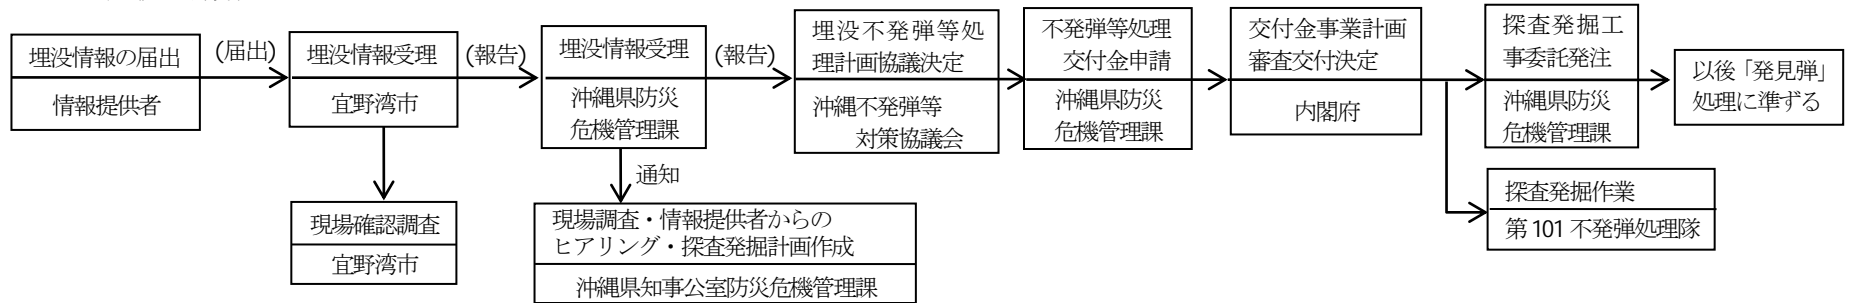 埋没情報の届出
情報提供者
(届出)
埋没情報受理
宜野湾市
現場確認調査
宜野湾市
(報告)
埋没情報受理
沖縄県防災
危機管理課
通知
現場調査・情報提供者からの
ヒアリング・探査発掘計画作成
沖縄県知事公室防災危機管理課
(報告)
埋没不発弾等処
理計画協議決定
沖縄不発弾等
対策協議会
不発弾等処理
交付金申請
沖縄県防災
危機管理課
交付金事業計画
審査交付決定
内閣府
探査発掘工
事委託発注
沖縄県防災
危機管理課
探査発掘作業
第101不発弾処理隊
以後「発見弾」
処理に準ずる